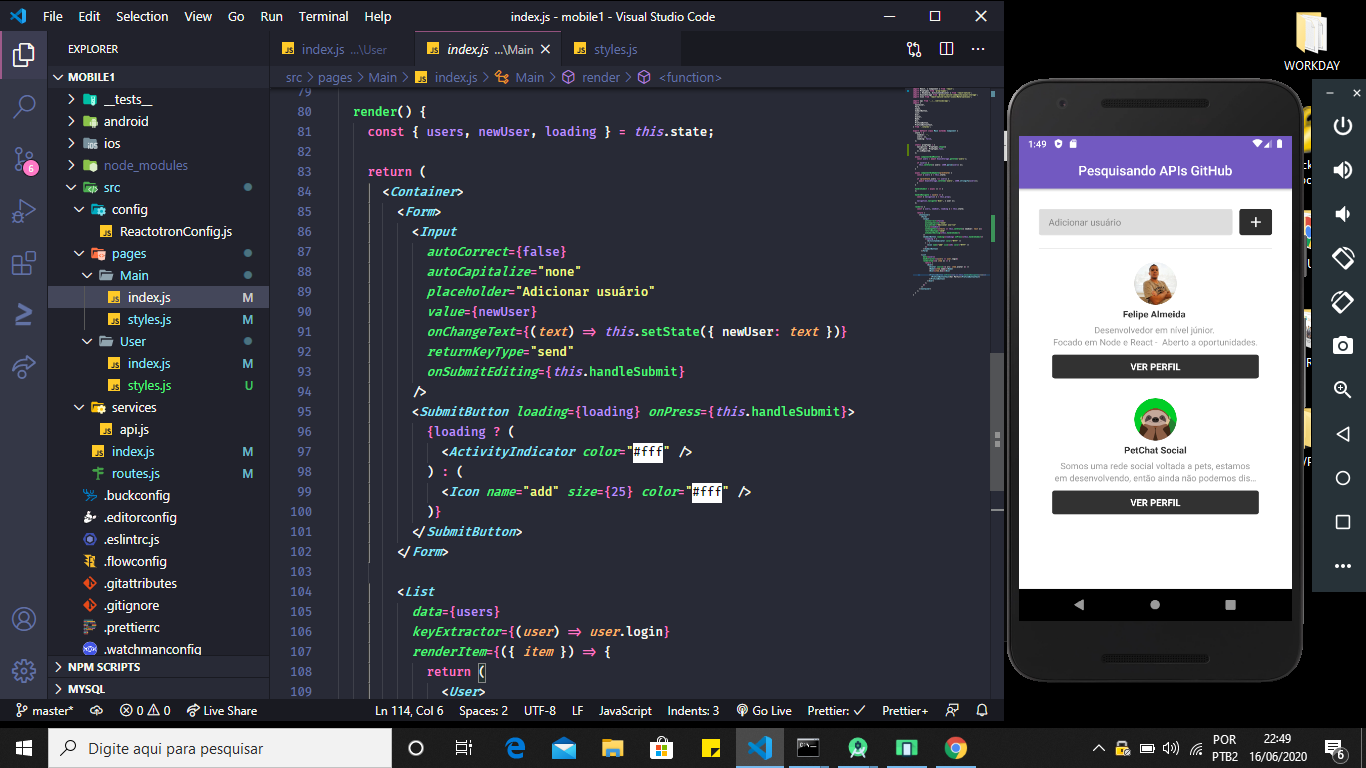 File Edit Selection View Go Run Terminal Help
index.js - mobile1 - Visual Studio Code
EXPLORER
MOBILE1
__tests__
android
ios
node_modules
src
config
ReactotronConfig.js
pages
Main
index.js M
styles.js M
User
index.js M
styles.js U
services
api.js
index.js M
routes.js M
.buckconfig
.editorconfig
.eslintrc.js
.flowconfig
.gitattributes
.gitignore
.prettierrc
.watchmanconfig
NPM SCRIPTS
MYSQL
6
index.js ...\User
index.js ...\Main
styles.js
src > pages > Main > index.js > Main > render > <function>
79
80 render() {
81 const { users, newUser, loading } = this.state;
82
83 return (
84 <Container>
85 <Form>
86 <Input
87 autoCorrect={false}
88 autoCapitalize="none"
89 placeholder="Adicionar usuário"
90 value={newUser}
91 onChangeText={(text) => this.setState({ newUser: text })}
92 returnKeyType="send"
93 onSubmitEditing={this.handleSubmit}
94 />
95 <SubmitButton loading={loading} onPress={this.handleSubmit}>
96 {loading ? (
97 <ActivityIndicator color="#fff" />
98 ) : (
99 <Icon name="add" size={25} color="#fff" />
100 )}
101 </SubmitButton>
102 </Form>
103
104 <List
105 data={users}
106 keyExtractor={(user) => user.login}
107 renderItem={({ item }) => {
108 return (
109 <User>
master* 0 0 Live Share Ln 114, Col 6 Spaces: 2 UTF-8 LF JavaScript Indents: 3 Go Live Prettier: Prettier+
WORKDAY
1:49
Pesquisando APIs GitHub
Adicionar usuário
Felipe Almeida
Desenvolvedor em nível júnior.
Focado em Node e React - Aberto a oportunidades.
VER PERFIL
PetChat Social
Somos uma rede social voltada a pets, estamos
em desenvolvendo, então ainda não podemos dis...
VER PERFIL
Digite aqui para pesquisar
POR
PTB2
22:49
16/06/2020
6